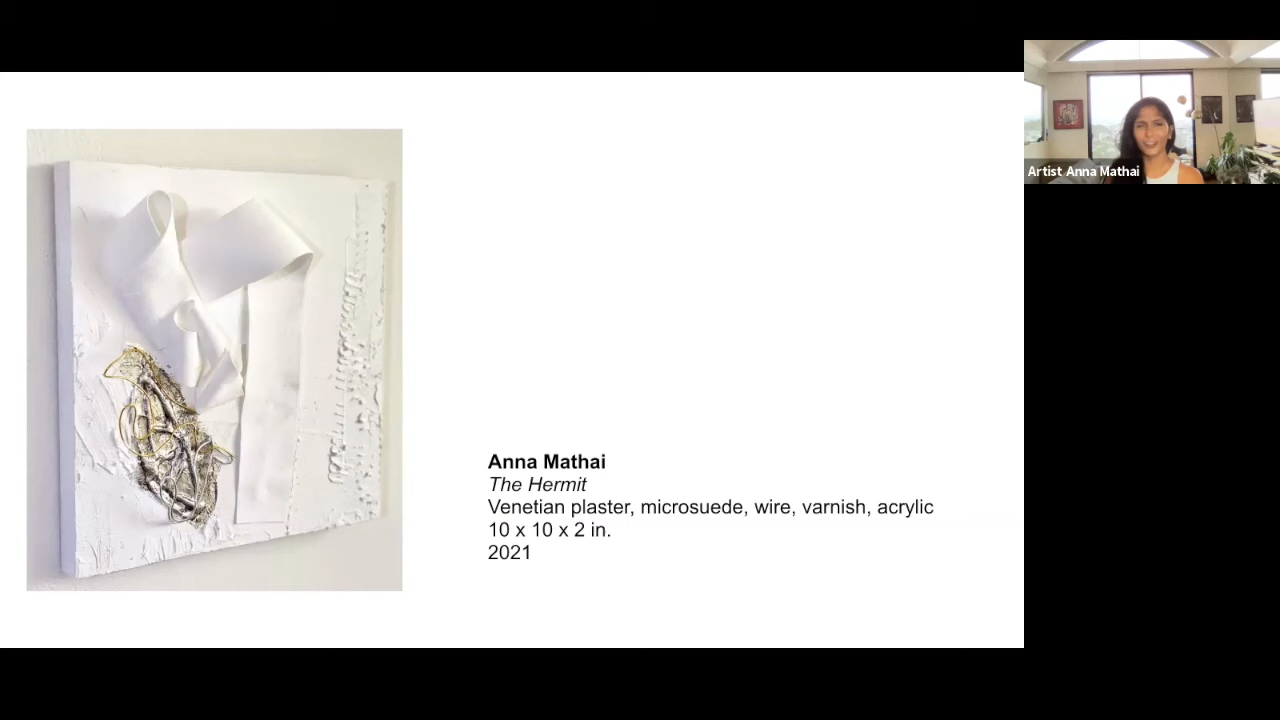 Artist Anna Mathai
Anna Mathai
The Hermit
Venetian plaster, microsuede, wire, varnish, acrylic
10 x 10 x 2 in.
2021